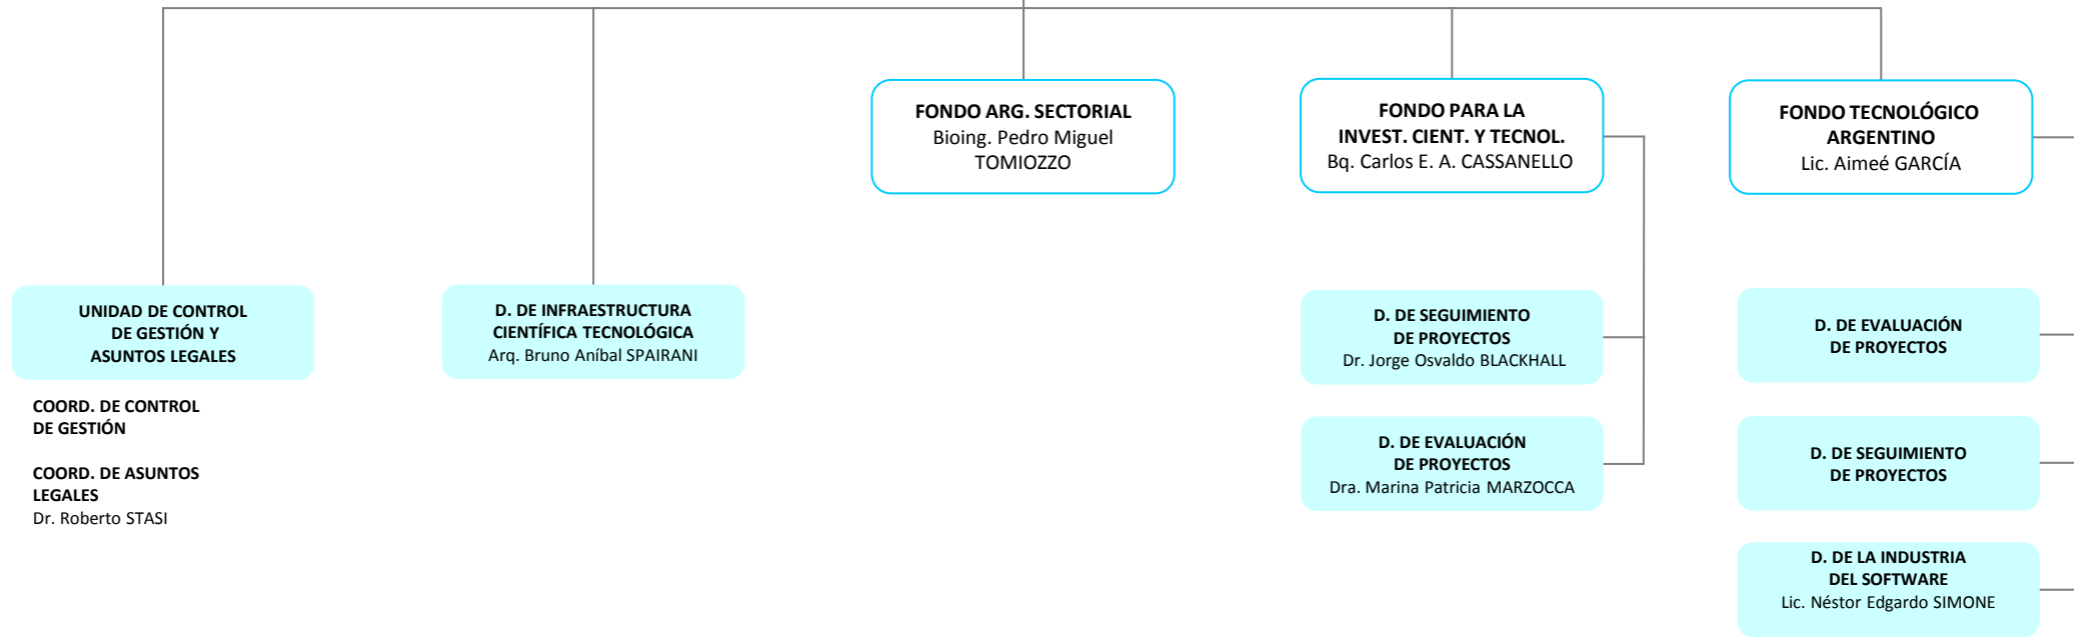 FONDO ARG. SECTORIAL
Bioing. Pedro Miguel
TOMIOZZO
FONDO PARA LA
INVEST. CIENT. Y TECNOL.
Bq. Carlos E. A. CASSANELLO
FONDO TECNOLÓGICO
ARGENTINO
Lic. Aimeé GARCÍA
UNIDAD DE CONTROL
DE GESTIÓN Y
ASUNTOS LEGALES
COORD. DE CONTROL
DE GESTIÓN
COORD. DE ASUNTOS
LEGALES
Dr. Roberto STASI
D. DE INFRAESTRUCTURA
CIENTÍFICA TECNOLÓGICA
Arq. Bruno Aníbal SPAIRANI
D. DE SEGUIMIENTO
DE PROYECTOS
Dr. Jorge Osvaldo BLACKHALL
D. DE EVALUACIÓN
DE PROYECTOS
Dra. Marina Patricia MARZOCCA
D. DE EVALUACIÓN
DE PROYECTOS
D. DE SEGUIMIENTO
DE PROYECTOS
D. DE LA INDUSTRIA
DEL SOFTWARE
Lic. Néstor Edgardo SIMONE